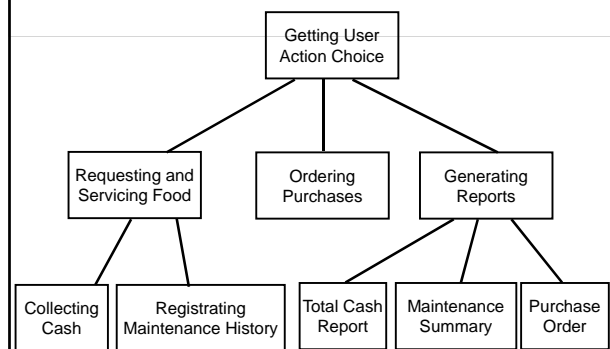 Getting User
Action Choice
Requesting and
Servicing Food
Ordering
Purchases
Generating
Reports
Collecting
Cash
Registrating
Maintenance History
Total Cash
Report
Maintenance
Summary
Purchase
Order